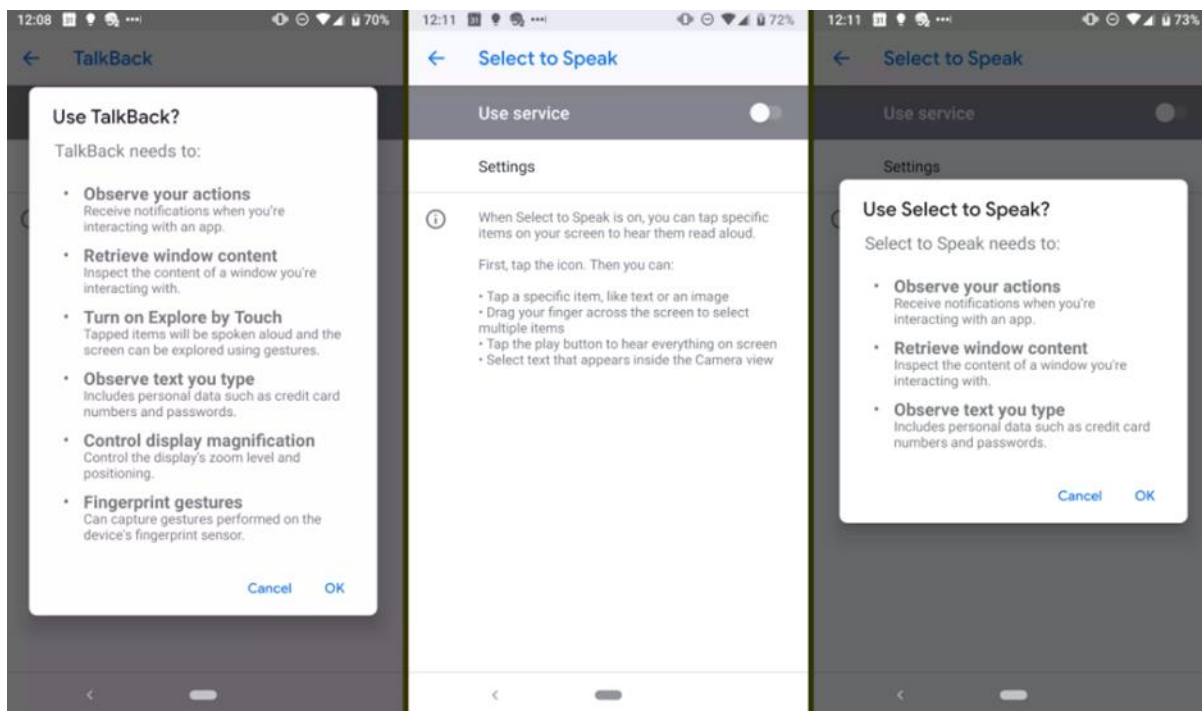 12:08 70%
TalkBack
Use TalkBack?
TalkBack needs to:
• Observe your actions
Receive notifications when you're
interacting with an app.
• Retrieve window content
Inspect the content of a window you're
interacting with.
• Turn on Explore by Touch
Tapped items will be spoken aloud and the
screen can be explored using gestures.
• Observe text you type
Includes personal data such as credit card
numbers and passwords.
• Control display magnification
Control the display's zoom level and
positioning.
• Fingerprint gestures
Can capture gestures performed on the
device's fingerprint sensor.
Cancel OK
12:11 72%
Select to Speak
Use service
Settings
When Select to Speak is on, you can tap specific
items on your screen to hear them read aloud.
First, tap the icon. Then you can:
• Tap a specific item, like text or an image
• Drag your finger across the screen to select
multiple items
• Tap the play button to hear everything on screen
• Select text that appears inside the Camera view
12:11 73%
Select to Speak
Use service
Settings
Use Select to Speak?
Select to Speak needs to:
• Observe your actions
Receive notifications when you're
interacting with an app.
• Retrieve window content
Inspect the content of a window you're
interacting with.
• Observe text you type
Includes personal data such as credit card
numbers and passwords.
Cancel OK